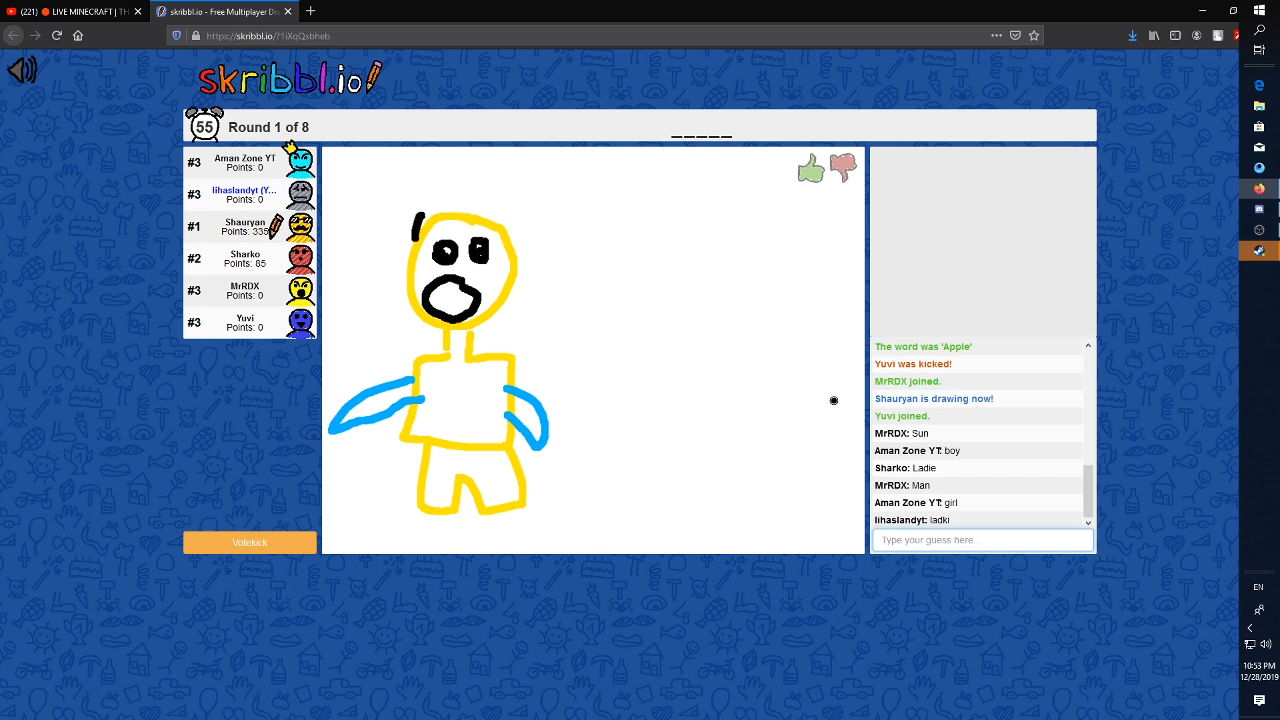 (221) 🔴 LIVE MINECRAFT | TH
skribbl.io - Free Multiplayer Dra
https://skribbl.io/?1iXqQxbheb
skribbl.io
55
Round 1 of 8
_ _ _ _ _
#3 Aman Zone YT
Points: 0
#3 lihaslandyt (Y...
Points: 0
#1 Shauryan
Points: 335
#2 Sharko
Points: 85
#3 MrRDX
Points: 0
#3 Yuvi
Points: 0
Votekick
The word was 'Apple'
Yuvi was kicked!
MrRDX joined.
Shauryan is drawing now!
Yuvi joined.
MrRDX: Sun
Aman Zone YT: boy
Sharko: Ladie
MrRDX: Man
Aman Zone YT: girl
lihaslandyt: ladki
Type your guess here...
EN
10:53 PM
12/28/2019